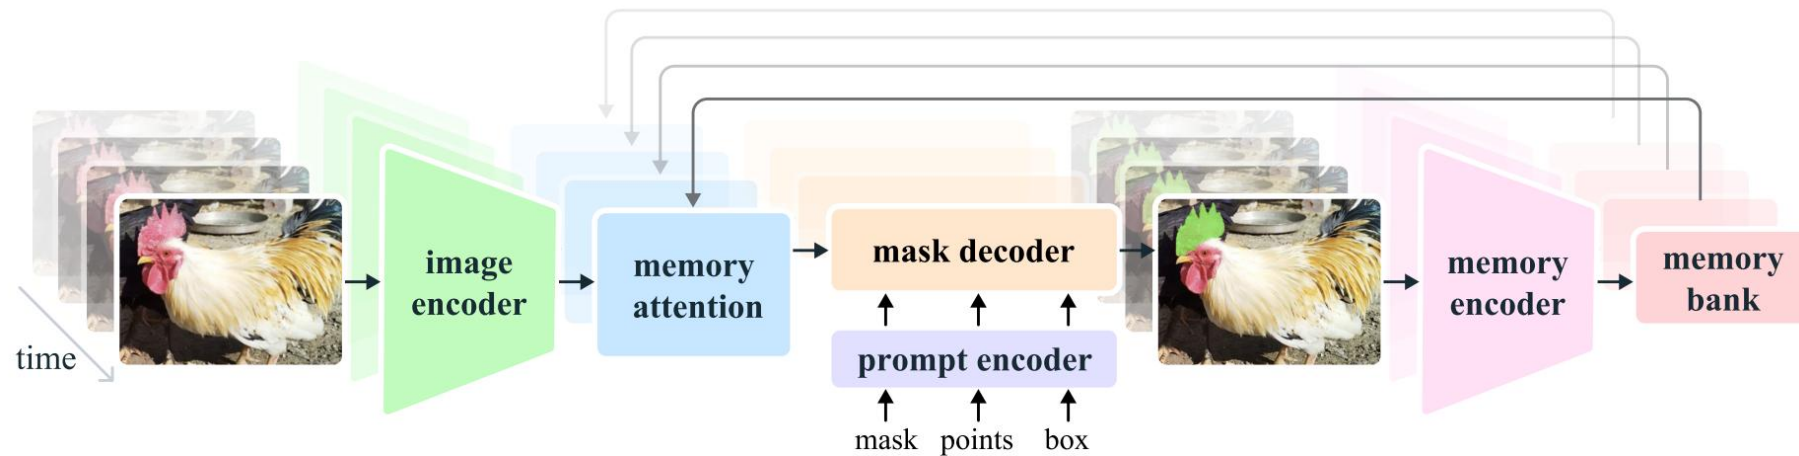 time
image
encoder
memory
attention
mask decoder
prompt encoder
mask points box
memory
encoder
memory
bank